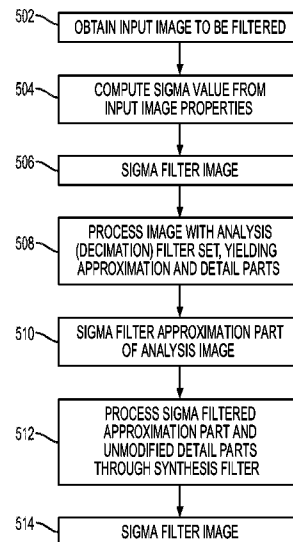 502
OBTAIN INPUT IMAGE TO BE FILTERED
504
COMPUTE SIGMA VALUE FROM
INPUT IMAGE PROPERTIES
506
SIGMA FILTER IMAGE
508
PROCESS IMAGE WITH ANALYSIS
(DECIMATION) FILTER SET, YIELDING
APPROXIMATION AND DETAIL PARTS
510
SIGMA FILTER APPROXIMATION PART
OF ANALYSIS IMAGE
512
PROCESS SIGMA FILTERED
APPROXIMATION PART AND
UNMODIFIED DETAIL PARTS
THROUGH SYNTHESIS FILTER
514
SIGMA FILTER IMAGE